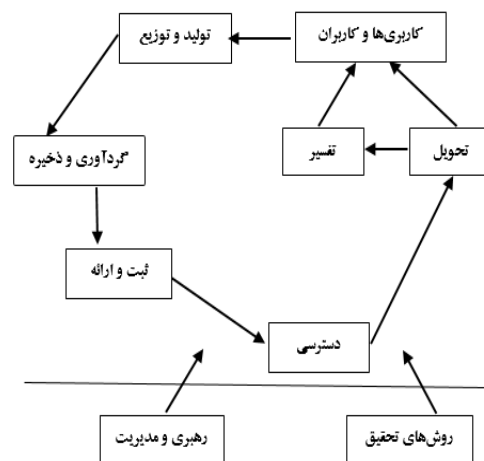 کاربری‌ها و کاربران
تولید و توزیع
تحویل
تفسیر
گردآوری و ذخیره
ثبت و ارائه
دسترسی
روش‌های تحقیق
رهبری و مدیریت